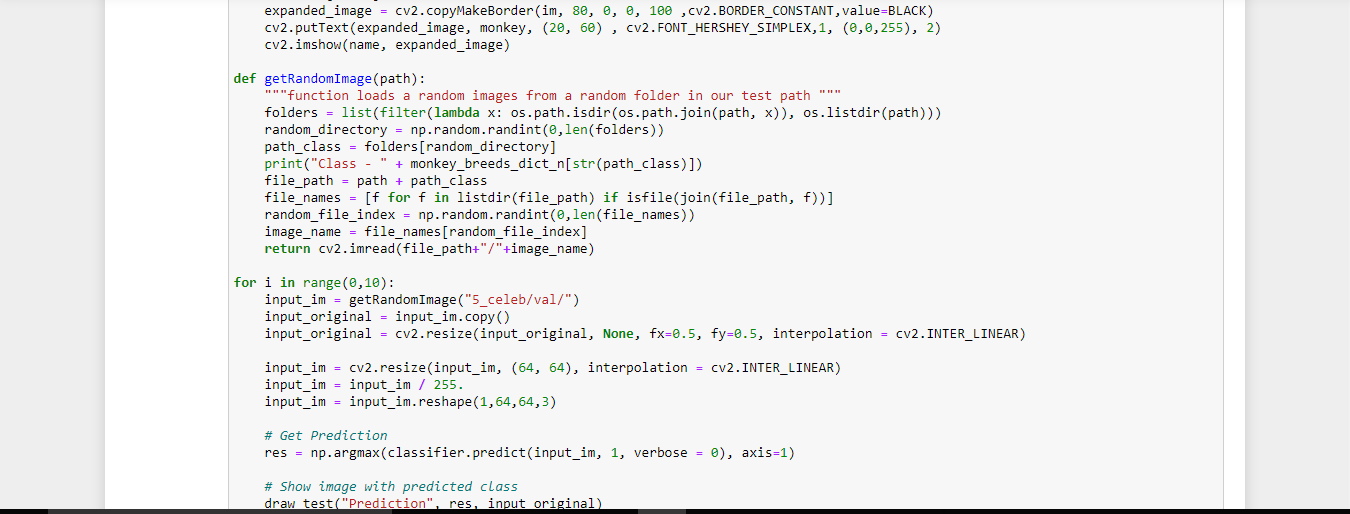 expanded_image = cv2.copyMakeBorder(im, 80, 0, 0, 100 ,cv2.BORDER_CONSTANT,value=BLACK)
    cv2.putText(expanded_image, monkey, (20, 60) , cv2.FONT_HERSHEY_SIMPLEX,1, (0,0,255), 2)
    cv2.imshow(name, expanded_image)

def getRandomImage(path):
    """function loads a random images from a random folder in our test path """
    folders = list(filter(lambda x: os.path.isdir(os.path.join(path, x)), os.listdir(path)))
    random_directory = np.random.randint(0,len(folders))
    path_class = folders[random_directory]
    print("Class - " + monkey_breeds_dict_n[str(path_class)])
    file_path = path + path_class
    file_names = [f for f in listdir(file_path) if isfile(join(file_path, f))]
    random_file_index = np.random.randint(0,len(file_names))
    image_name = file_names[random_file_index]
    return cv2.imread(file_path+"/"+image_name)

for i in range(0,10):
    input_im = getRandomImage("5_celeb/val/")
    input_original = input_im.copy()
    input_original = cv2.resize(input_original, None, fx=0.5, fy=0.5, interpolation = cv2.INTER_LINEAR)

    input_im = cv2.resize(input_im, (64, 64), interpolation = cv2.INTER_LINEAR)
    input_im = input_im / 255.
    input_im = input_im.reshape(1,64,64,3)

    # Get Prediction
    res = np.argmax(classifier.predict(input_im, 1, verbose = 0), axis=1)

    # Show image with predicted class
    draw_test("Prediction", res, input_original)